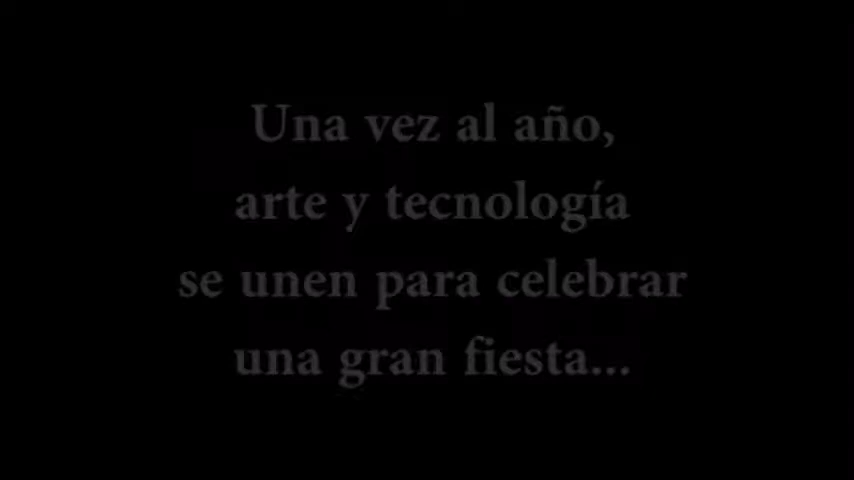 Una vez al año,
arte y tecnología
se unen para celebrar
una gran fiesta...